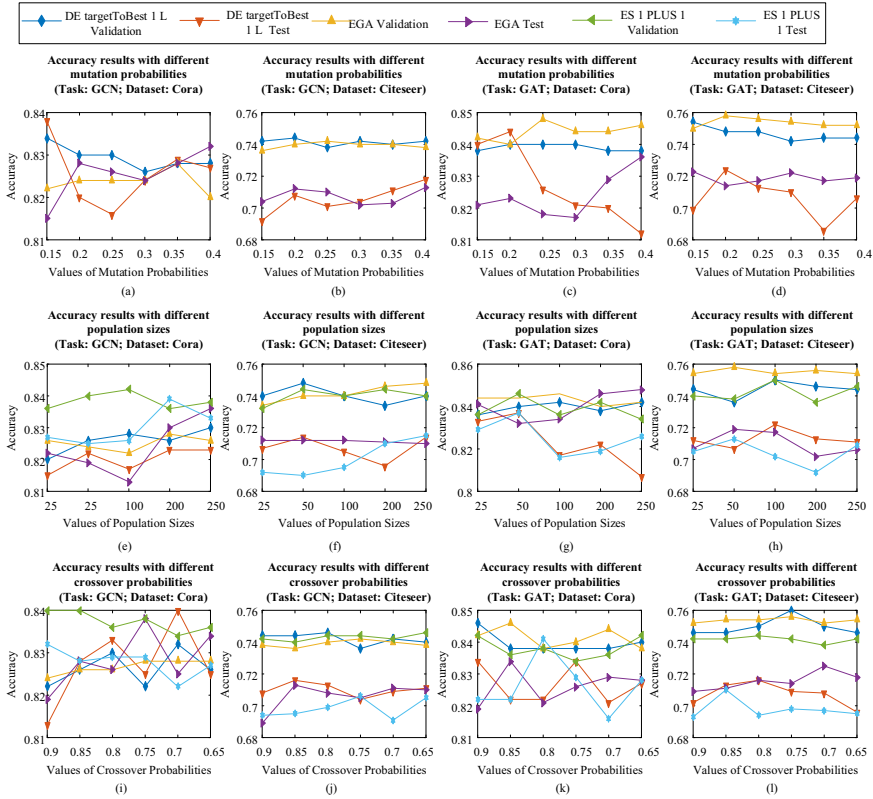 DE targetToBest 1 L Validation
DE targetToBest 1 L Test
EGA Validation
EGA Test
ES 1 PLUS 1 Validation
ES 1 PLUS 1 Test
Accuracy results with different
mutation probabilities
(Task: GCN; Dataset: Cora)
0.84
0.83
0.82
0.81
Accuracy
0.15 0.2 0.25 0.3 0.35 0.4
Values of Mutation Probabilities
(a)
Accuracy results with different
mutation probabilities
(Task: GCN; Dataset: Citeseer)
0.76
0.74
0.72
0.7
0.68
Accuracy
0.15 0.2 0.25 0.3 0.35 0.4
Values of Mutation Probabilities
(b)
Accuracy results with different
mutation probabilities
(Task: GAT; Dataset: Cora)
0.85
0.84
0.83
0.82
0.81
Accuracy
0.15 0.2 0.25 0.3 0.35 0.4
Values of Mutation Probabilities
(c)
Accuracy results with different
mutation probabilities
(Task: GAT; Dataset: Citeseer)
0.76
0.74
0.72
0.7
0.68
Accuracy
0.15 0.2 0.25 0.3 0.35 0.4
Values of Mutation Probabilities
(d)
Accuracy results with different
population sizes
(Task: GCN; Dataset: Cora)
0.85
0.84
0.83
0.82
0.81
Accuracy
25 25 100 200 250
Values of Population Sizes
(e)
Accuracy results with different
population sizes
(Task: GCN; Dataset: Citeseer)
0.76
0.74
0.72
0.7
0.68
Accuracy
25 50 100 200 250
Values of Population Sizes
(f)
Accuracy results with different
population sizes
(Task: GAT; Dataset: Cora)
0.86
0.84
0.82
0.8
Accuracy
25 50 100 200 250
Values of Population Sizes
(g)
Accuracy results with different
population sizes
(Task: GAT; Dataset: Citeseer)
0.76
0.74
0.72
0.7
0.68
Accuracy
25 50 100 200 250
Values of Population Sizes
(h)
Accuracy results with different
crossover probabilities
(Task: GCN; Dataset: Cora)
0.84
0.83
0.82
0.81
Accuracy
0.9 0.85 0.8 0.75 0.7 0.65
Values of Crossover Probabilities
(i)
Accuracy results with different
crossover probabilities
(Task: GCN; Dataset: Citeseer)
0.76
0.74
0.72
0.7
0.68
Accuracy
0.9 0.85 0.8 0.75 0.7 0.65
Values of Crossover Probabilities
(j)
Accuracy results with different
crossover probabilities
(Task: GAT; Dataset: Cora)
0.85
0.84
0.83
0.82
0.81
Accuracy
0.9 0.85 0.8 0.75 0.7 0.65
Values of Crossover Probabilities
(k)
Accuracy results with different
crossover probabilities
(Task: GAT; Dataset: Citeseer)
0.76
0.74
0.72
0.7
0.68
Accuracy
0.9 0.85 0.8 0.75 0.7 0.65
Values of Crossover Probabilities
(l)